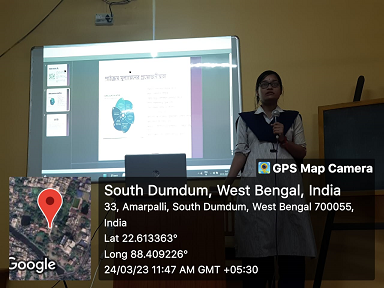 GPS Map Camera
South Dumdum, West Bengal, India
33, Amarpalli, South Dumdum, West Bengal 700055,
India
Lat 22.613363°
Long 88.409226°
24/03/23 11:47 AM GMT +05:30
Google